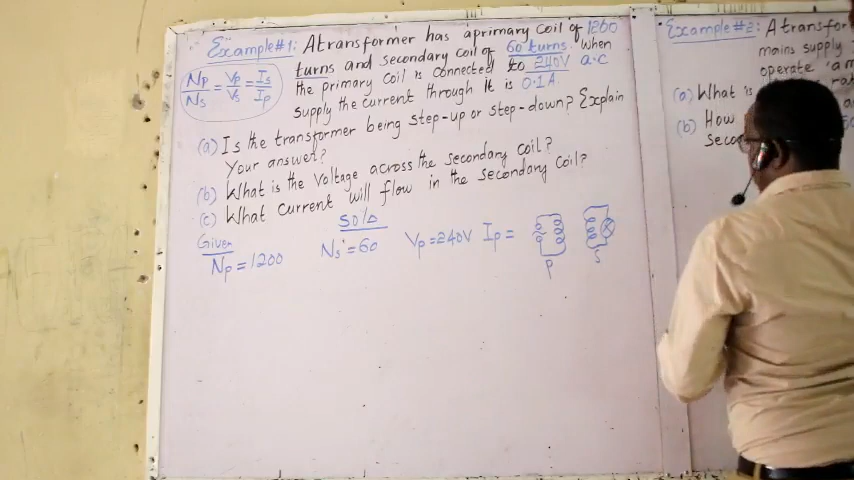 Example#1: A transformer has a primary coil of 1200
turns and secondary coil of 60 turns. When
the primary coil is connected to 240V a.c
supply the current through it is 0.1A.
Np/Ns = Vp/Vs = Is/Ip
(a) Is the transformer being step-up or step-down? Explain
Your answer?
(b) What is the Voltage across the secondary coil?
(c) What current will flow in the secondary coil?
Soln
Given
Np=1200 Ns=60 Vp=240V Ip=
P S
Example#2: A transfor
mains supply
operate
(a) What is
(b) How